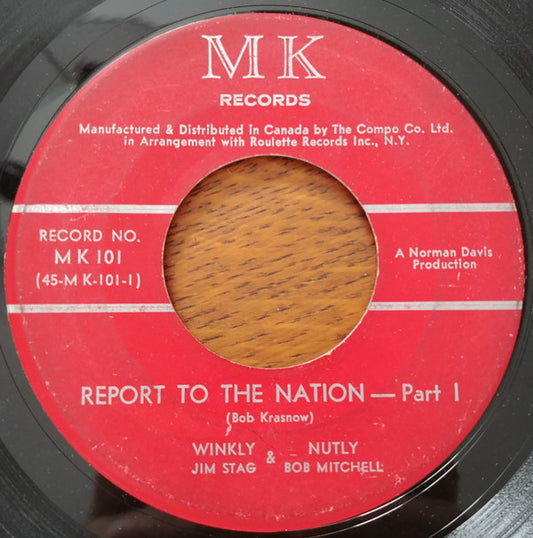 MK
RECORDS
Manufactured & Distributed in Canada by The Compo Co. Ltd.
in Arrangement with Roulette Records Inc., N.Y.
RECORD NO.
MK 101
(45-M K-101-1)
A Norman Davis
Production
REPORT TO THE NATION — Part 1
(Bob Krasnow)
WINKLY & NUTLY
JIM STAG BOB MITCHELL